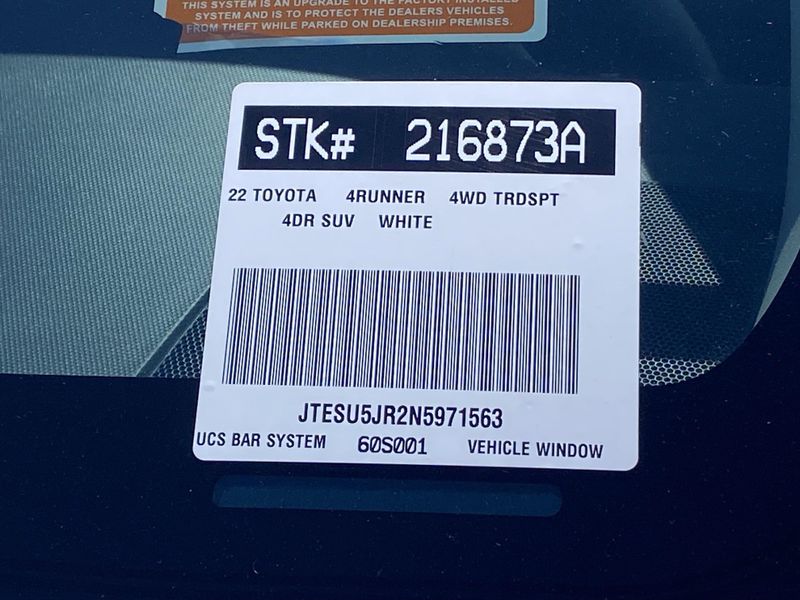 THIS SYSTEM IS AN UPGRADE TO THE FACTORY INSTALLED
SYSTEM AND IS TO PROTECT THE DEALERS VEHICLES
FROM THEFT WHILE PARKED ON DEALERSHIP PREMISES.
STK# 216873A
22 TOYOTA 4RUNNER 4WD TRDSPT
4DR SUV WHITE
JTESU5JR2N5971563
UCS BAR SYSTEM 60S001 VEHICLE WINDOW